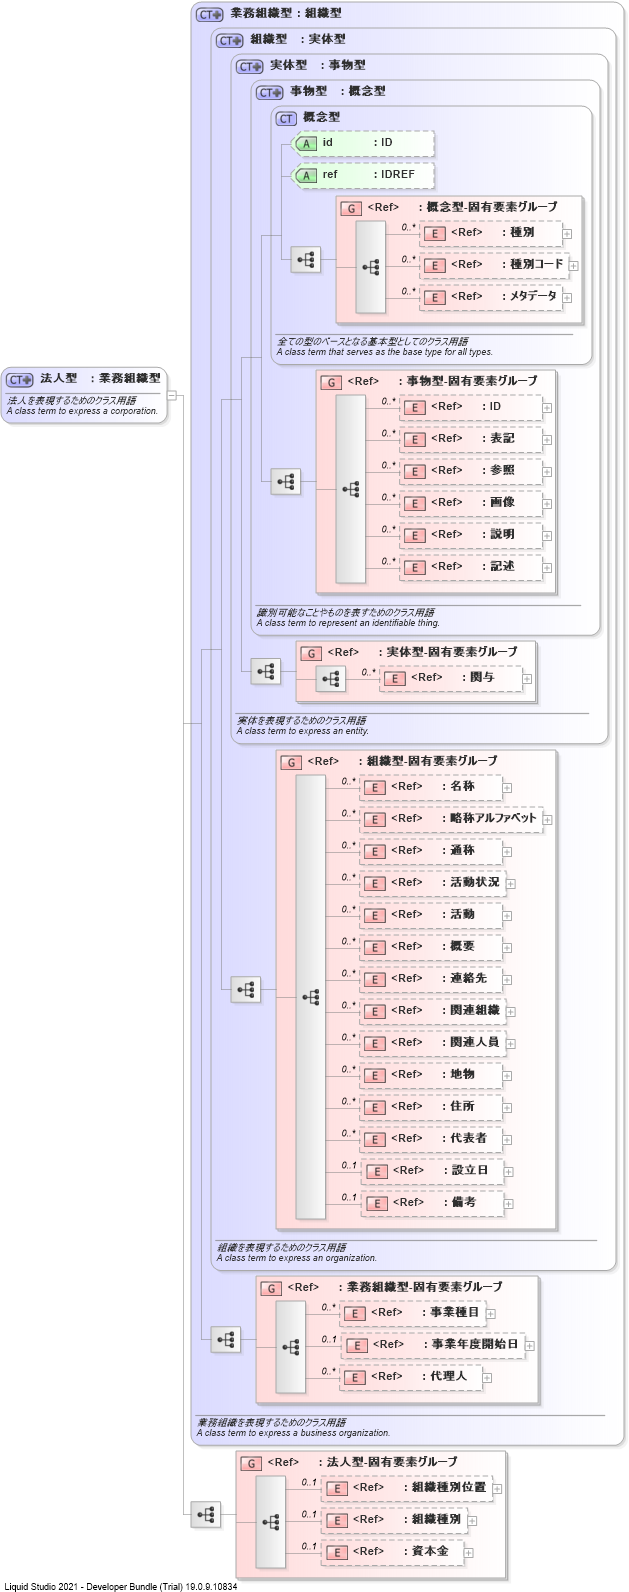 CT 業務組織型 : 組織型
CT 組織型 : 実体型
CT 実体型 : 事物型
CT 事物型 : 概念型
CT 概念型
A id : ID
A ref : IDREF
G <Ref> : 概念型-固有要素グループ
0..* E <Ref> : 種別
0..* E <Ref> : 種別コード
0..* E <Ref> : メタデータ
全ての型のベースとなる基本型としてのクラス用語
A class term that serves as the base type for all types.
CT 法人型 : 業務組織型
法人を表現するためのクラス用語
A class term to express a corporation.
G <Ref> : 事物型-固有要素グループ
0..* E <Ref> : ID
0..* E <Ref> : 表記
0..* E <Ref> : 参照
0..* E <Ref> : 画像
0..* E <Ref> : 説明
0..* E <Ref> : 記述
識別可能なことやものを表すためのクラス用語
A class term to represent an identifiable thing.
G <Ref> : 実体型-固有要素グループ
0..* E <Ref> : 関与
実体を表現するためのクラス用語
A class term to express an entity.
G <Ref> : 組織型-固有要素グループ
0..* E <Ref> : 名称
0..* E <Ref> : 略称アルファベット
0..* E <Ref> : 通称
0..* E <Ref> : 活動状況
0..* E <Ref> : 活動
0..* E <Ref> : 概要
0..* E <Ref> : 連絡先
0..* E <Ref> : 関連組織
0..* E <Ref> : 関連人員
0..* E <Ref> : 地物
0..* E <Ref> : 住所
0..* E <Ref> : 代表者
0..1 E <Ref> : 設立日
0..1 E <Ref> : 備考
組織を表現するためのクラス用語
A class term to express an organization.
G <Ref> : 業務組織型-固有要素グループ
0..* E <Ref> : 事業種目
0..1 E <Ref> : 事業年度開始日
0..* E <Ref> : 代理人
業務組織を表現するためのクラス用語
A class term to express a business organization.
G <Ref> : 法人型-固有要素グループ
0..1 E <Ref> : 組織種別位置
0..1 E <Ref> : 組織種別
0..1 E <Ref> : 資本金
Liquid Studio 2021 - Developer Bundle (Trial) 19.0.9.10834